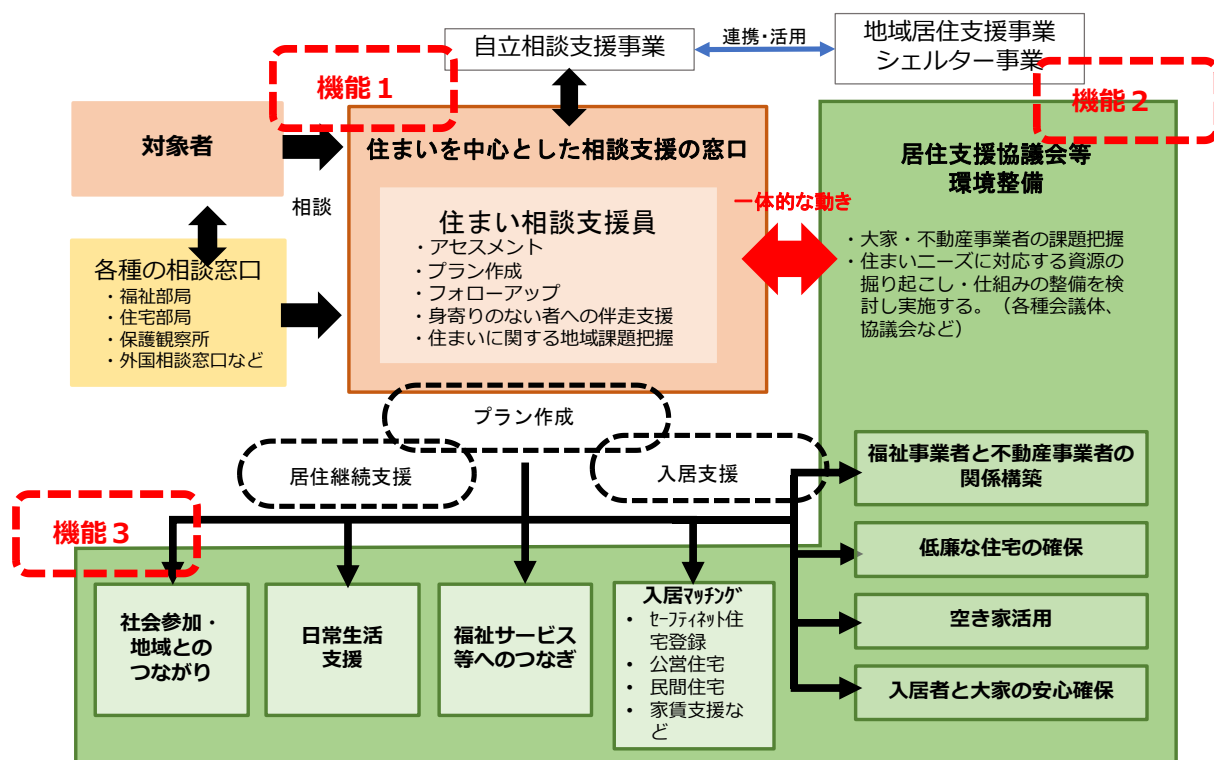 自立相談支援事業
連携・活用
地域居住支援事業
シェルター事業
機能１
機能２
対象者
相談
住まいを中心とした相談支援の窓口
住まい相談支援員
・アセスメント
・プラン作成
・フォローアップ
・身寄りのない者への伴走支援
・住まいに関する地域課題把握
一体的な動き
居住支援協議会等
環境整備
・大家・不動産事業者の課題把握
・住まいニーズに対応する資源の
掘り起こし・仕組みの整備を検
討し実施する。（各種会議体、
協議会など）
各種の相談窓口
・福祉部局
・住宅部局
・保護観察所
・外国相談窓口など
プラン作成
居住継続支援
入居支援
機能３
社会参加・
地域との
つながり
日常生活
支援
福祉サービス
等へのつなぎ
入居ﾏｯﾁﾝｸﾞ
• ｾｰﾌﾃｨﾈｯﾄ住
宅登録
• 公営住宅
• 民間住宅
• 家賃支援な
ど
福祉事業者と不動産事業者の
関係構築
低廉な住宅の確保
空き家活用
入居者と大家の安心確保